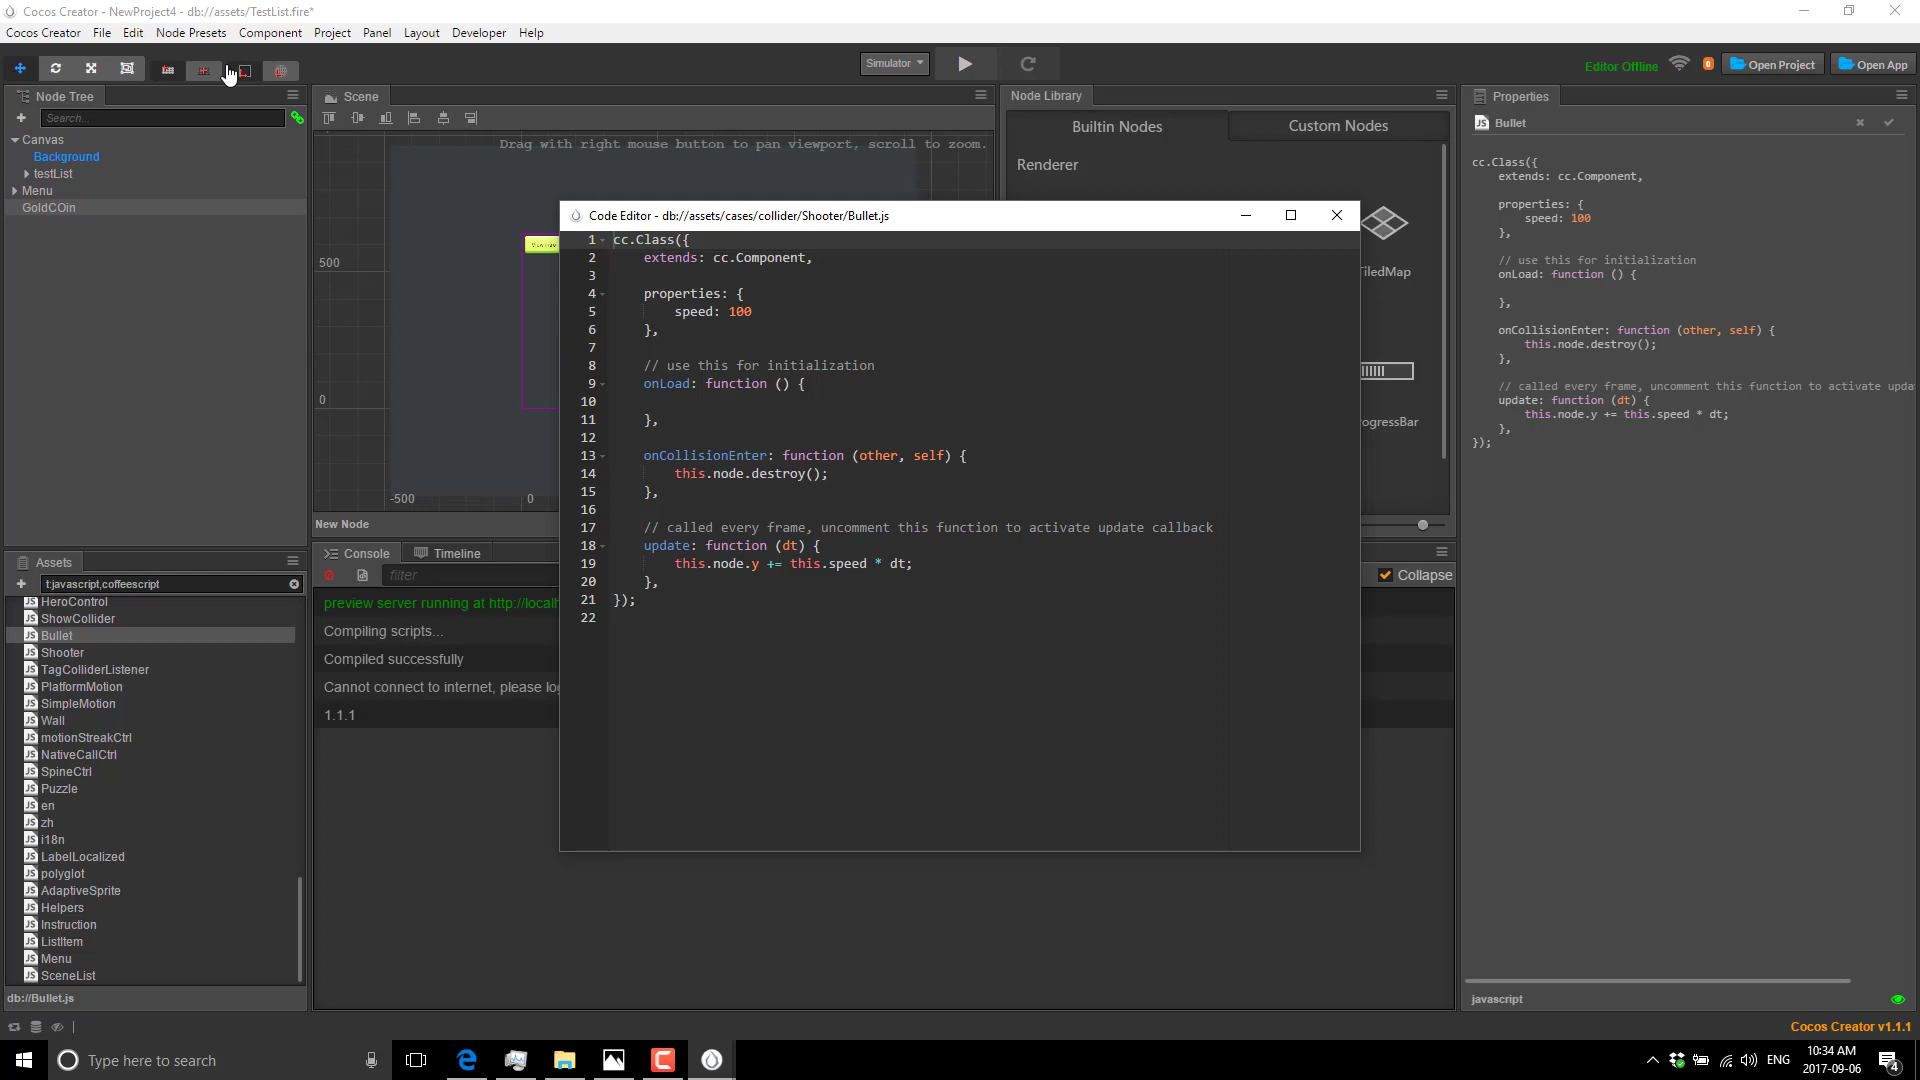 Cocos Creator - NewProject4 - db://assets/TestList.fire*
Cocos Creator File Edit Node Presets Component Project Panel Layout Developer Help
Simulator
Editor Offline
0
Open Project
Open App
Node Tree
Search...
Canvas
Background
testList
Menu
GoldCOin
Scene
Drag with right mouse button to pan viewport, scroll to zoom.
500
0
-500
0
New Node
Node Library
Builtin Nodes
Custom Nodes
Renderer
TiledMap
ogressBar
Code Editor - db://assets/cases/collider/Shooter/Bullet.js
1 cc.Class({
2 extends: cc.Component,
3
4 properties: {
5 speed: 100
6 },
7
8 // use this for initialization
9 onLoad: function () {
10
11 },
12
13 onCollisionEnter: function (other, self) {
14 this.node.destroy();
15 },
16
17 // called every frame, uncomment this function to activate update callback
18 update: function (dt) {
19 this.node.y += this.speed * dt;
20 },
21 });
22
Assets
t:javascript,coffeescript
HeroControl
ShowCollider
Bullet
Shooter
TagColliderListener
PlatformMotion
SimpleMotion
Wall
motionStreakCtrl
NativeCallCtrl
SpineCtrl
Puzzle
en
zh
i18n
LabelLocalized
polyglot
AdaptiveSprite
Helpers
Instruction
ListItem
Menu
SceneList
db://Bullet.js
Console
Timeline
filter
Collapse
preview server running at http://localh
Compiling scripts...
Compiled successfully
Cannot connect to internet, please lo
1.1.1
Properties
JS Bullet
cc.Class({
extends: cc.Component,
properties: {
speed: 100
},
// use this for initialization
onLoad: function () {
},
onCollisionEnter: function (other, self) {
this.node.destroy();
},
// called every frame, uncomment this function to activate upda
update: function (dt) {
this.node.y += this.speed * dt;
},
});
javascript
Cocos Creator v1.1.1
Type here to search
ENG
10:34 AM
2017-09-06
4